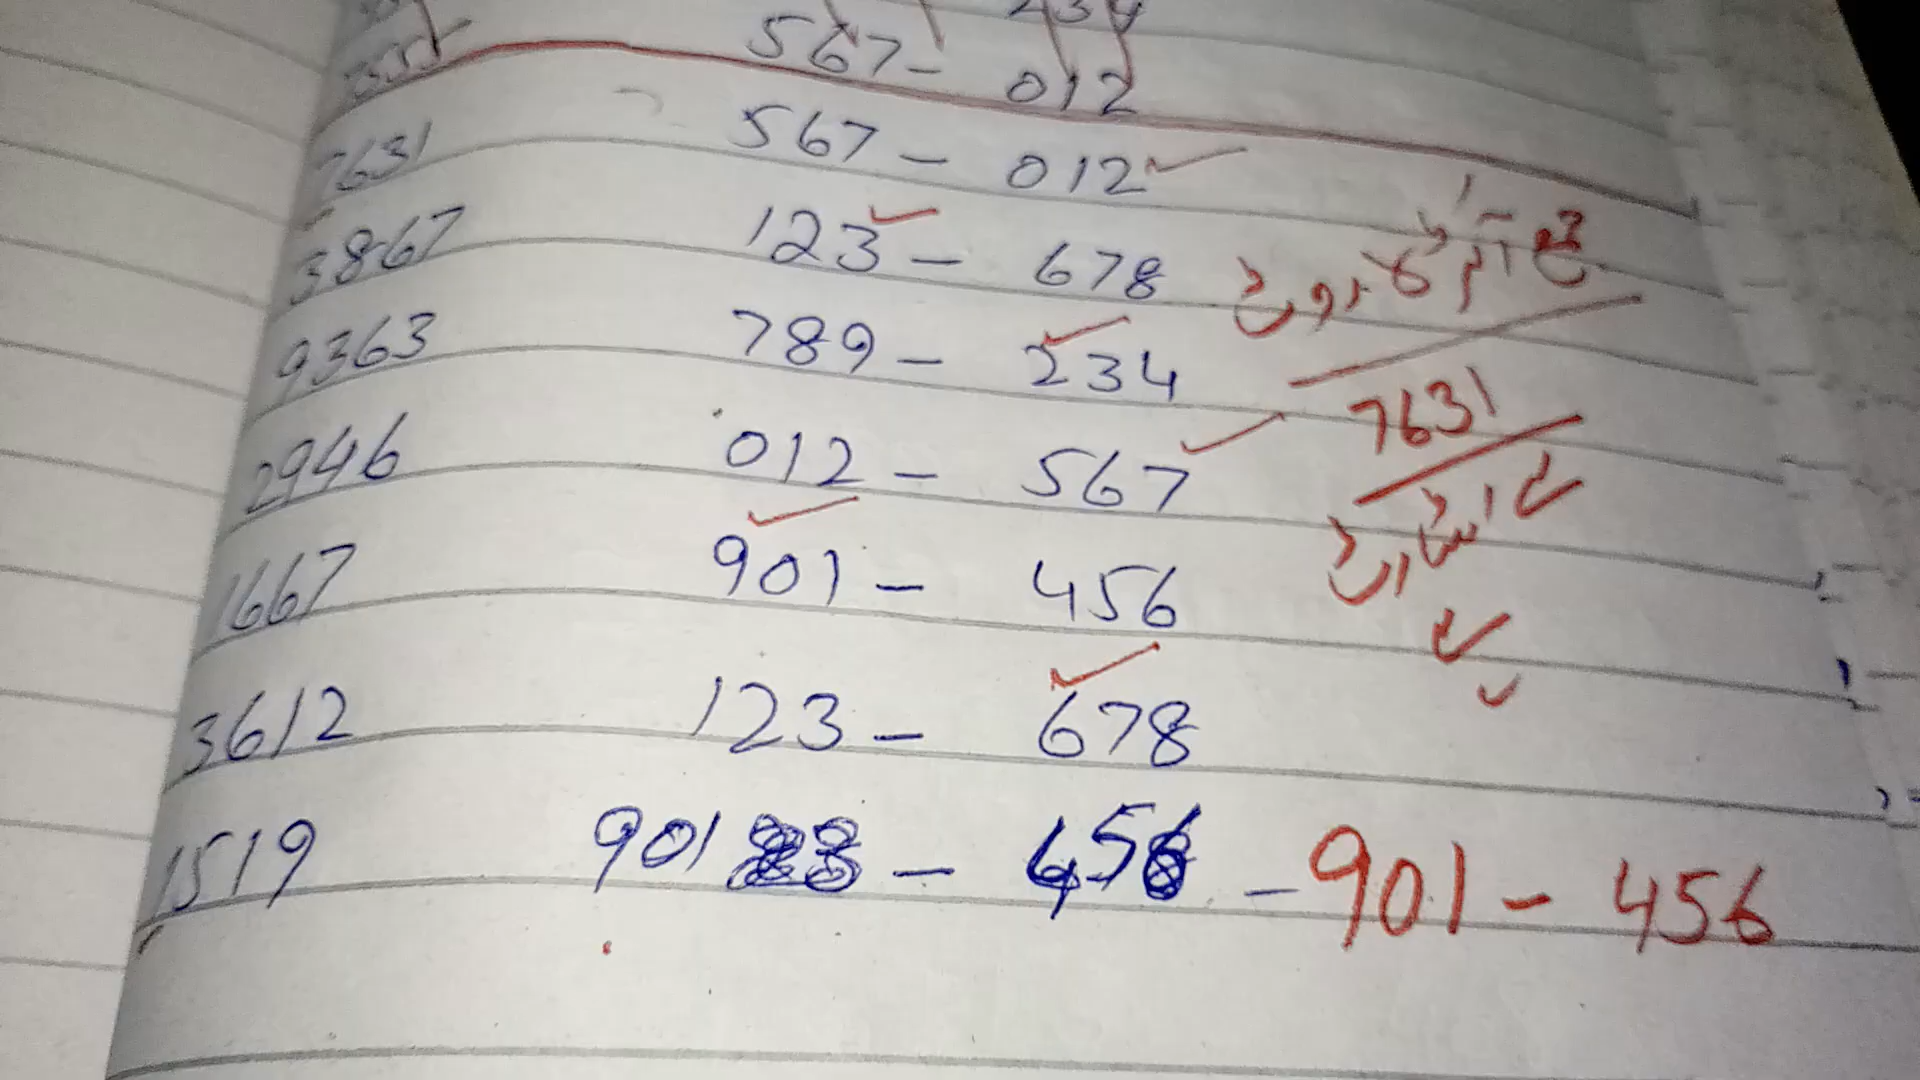 234
567 - 012
7631 567 - 012
3867 123 - 678
9363 789 - 234
7631
2946 012 - 567
1667 901 - 456
3612 123 - 678
1519 901 - 456 - 901 - 456